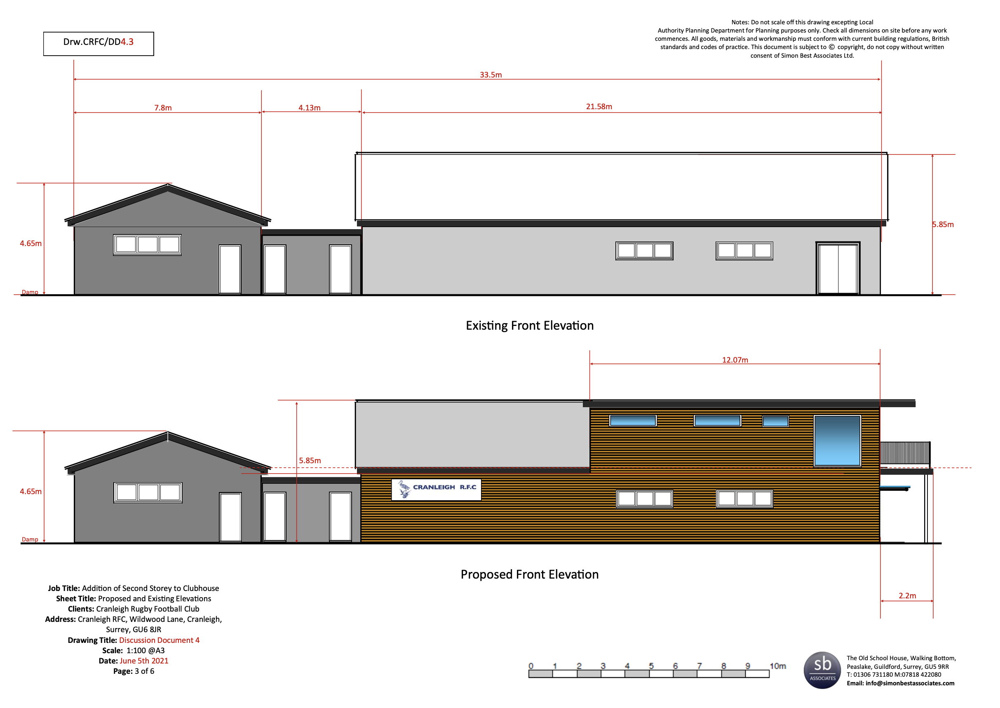 Drw.CRFC/DD4.3
Notes: Do not scale off this drawing excepting Local
Authority Planning Department for Planning purposes only. Check all dimensions on site before any work
commences. All goods, materials and workmanship must conform with current building regulations, British
standards and codes of practice. This document is subject to © copyright, do not copy without written
consent of Simon Best Associates Ltd.
33.5m
7.8m
4.13m
21.58m
4.65m
5.85m
Damp
Existing Front Elevation
12.07m
5.85m
4.65m
CRANLEIGH R.F.C
Damp
Proposed Front Elevation
2.2m
Job Title: Addition of Second Storey to Clubhouse
Sheet Title: Proposed and Existing Elevations
Clients: Cranleigh Rugby Football Club
Address: Cranleigh RFC, Wildwood Lane, Cranleigh,
Surrey, GU6 8JR
Drawing Title: Discussion Document 4
Scale: 1:100 @A3
Date: June 5th 2021
Page: 3 of 6
0 1 2 3 4 5 6 7 8 9 10m
sb
ASSOCIATES
The Old School House, Walking Bottom,
Peaslake, Guildford, Surrey, GU5 9RR
T: 01306 731180 M:07818 422080
Email: info@simonbestassociates.com